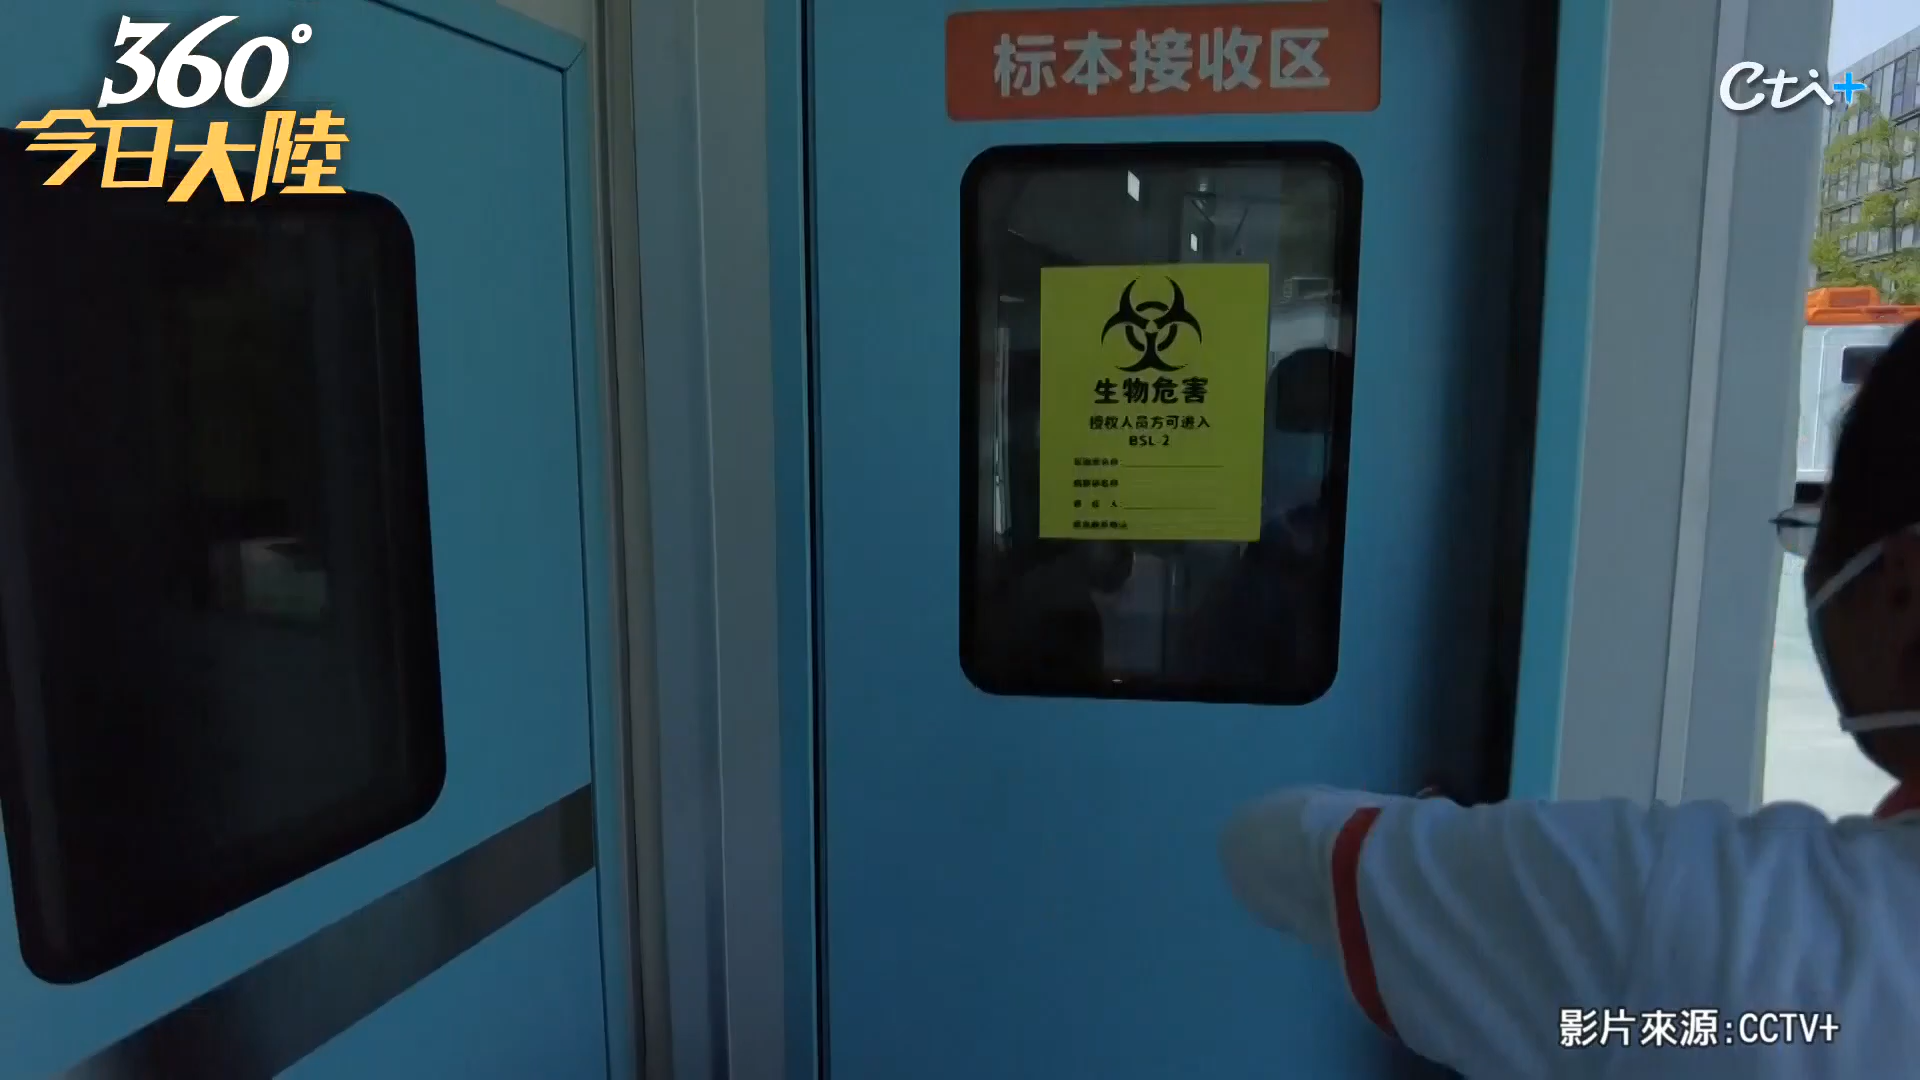 360°
今日大陸
Cti+
标本接收区
生物危害
授权人员方可进入
BSL-2
影片來源:CCTV+